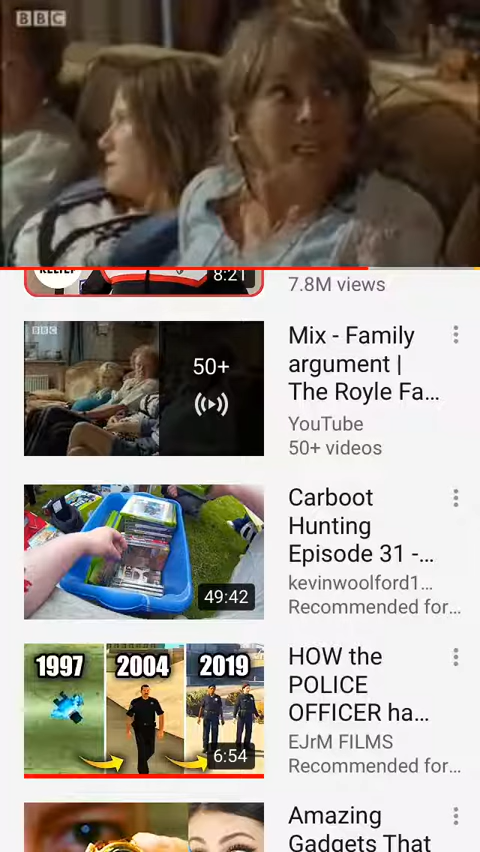 BBC
RELIEF
8:21
7.8M views
BBC
50+
Mix - Family
argument |
The Royle Fa...
YouTube
50+ videos
Carboot
Hunting
Episode 31 -...
kevinwoolford1...
Recommended for...
49:42
1997
2004
2019
6:54
HOW the
POLICE
OFFICER ha...
EJrM FILMS
Recommended for...
Amazing
Gadgets That